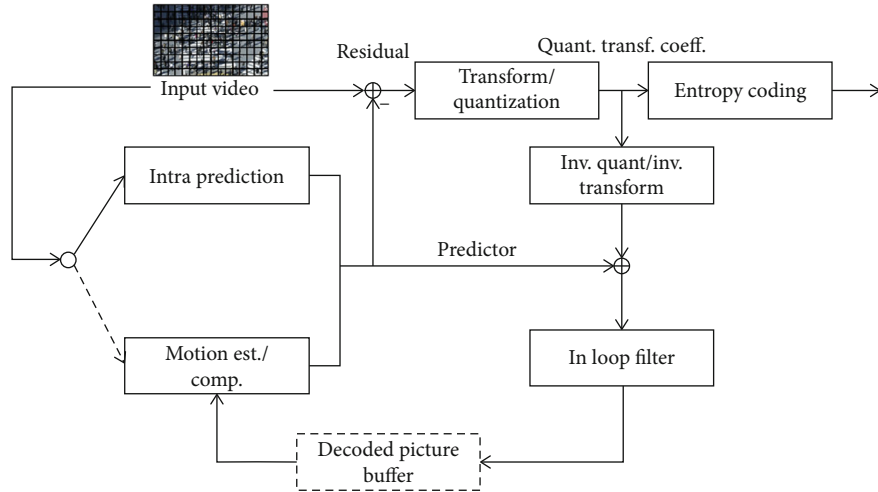 Residual
Quant. transf. coeff.
Input video
–
Transform/
quantization
Entropy coding
Intra prediction
Inv. quant/inv.
transform
Predictor
Motion est./
comp.
In loop filter
Decoded picture
buffer